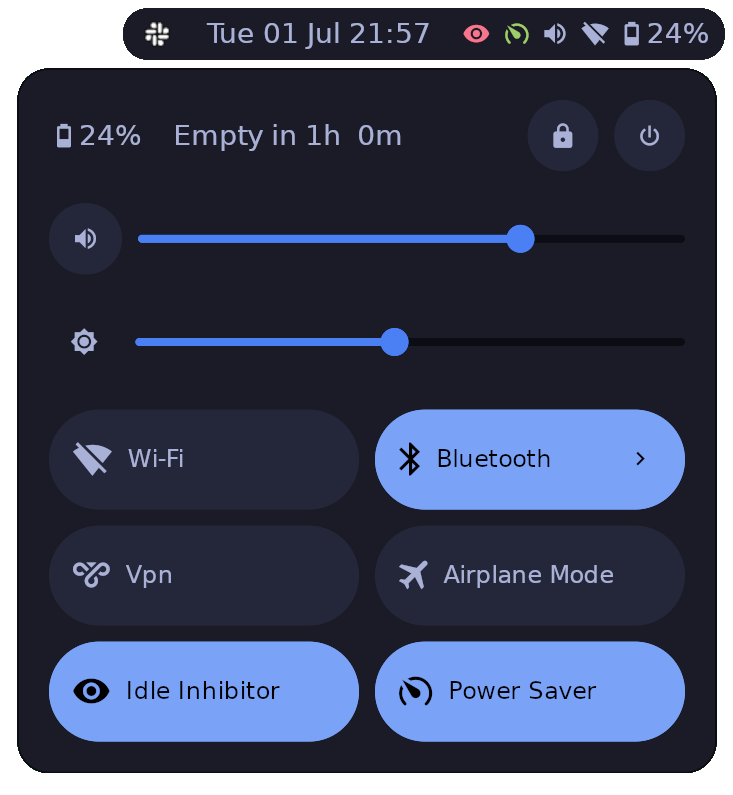 Tue 01 Jul 21:57 24%
24% Empty in 1h 0m
Wi-Fi Bluetooth
Vpn Airplane Mode
Idle Inhibitor Power Saver